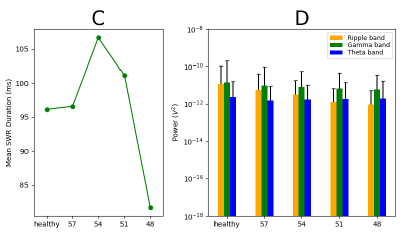 C
D
Mean SWR Duration (ms)
105
100
95
90
85
healthy 57 54 51 48
Power (V²)
10⁻⁸
10⁻¹⁰
10⁻¹²
10⁻¹⁴
10⁻¹⁶
10⁻¹⁸
Ripple band
Gamma band
Theta band
healthy 57 54 51 48